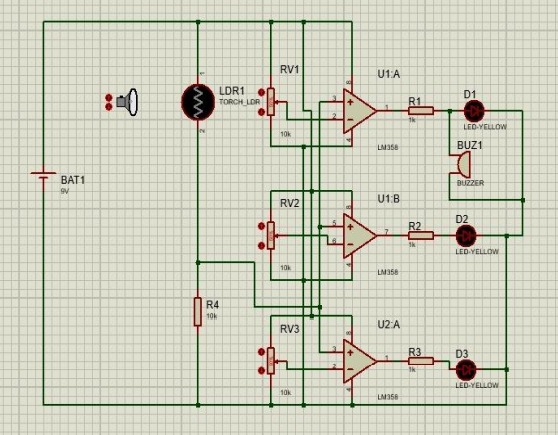 RV1
U1:A
LDR1
TORCH_LDR
8
1
3
2
1
4
R1
1k
D1
LED-YELLOW
10k
LM358
2
BUZ1
BUZZER
BAT1
9V
RV2
U1:B
8
5
6
7
4
R2
1k
D2
LED-YELLOW
10k
LM358
R4
10k
RV3
U2:A
8
3
2
1
4
R3
1k
D3
LED-YELLOW
10k
LM358